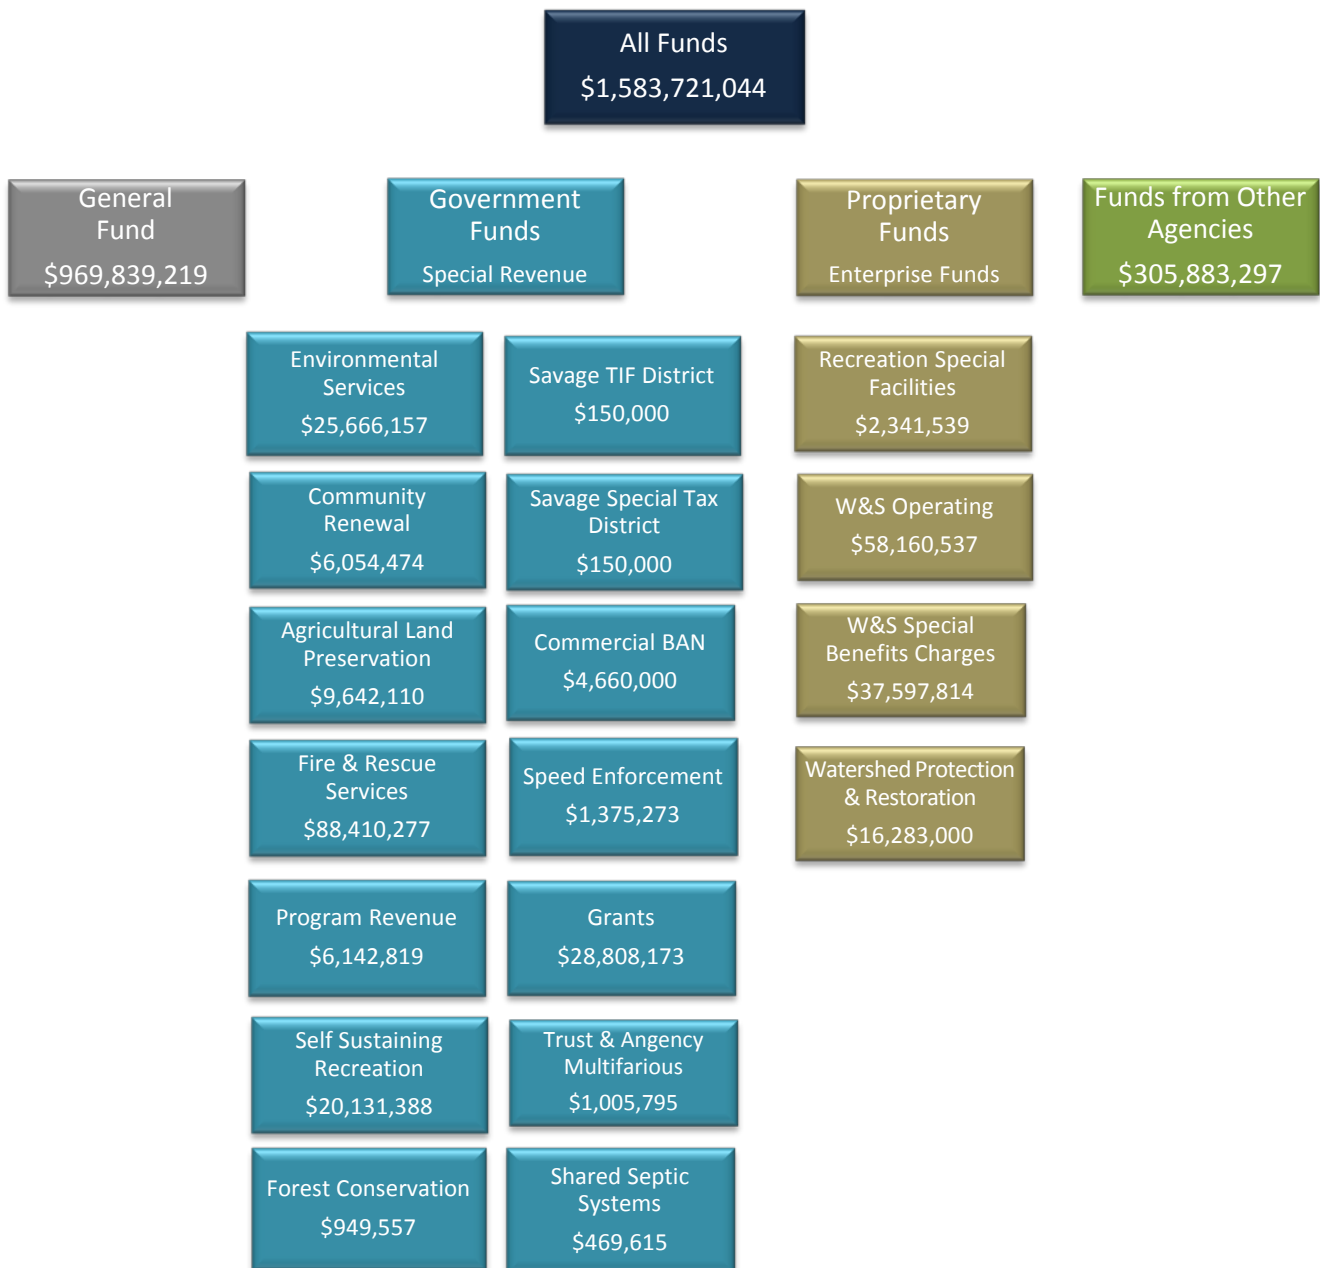 All Funds
$1,583,721,044
General
Fund
$969,839,219
Government
Funds
Special Revenue
Proprietary
Funds
Enterprise Funds
Funds from Other
Agencies
$305,883,297
Environmental
Services
$25,666,157
Savage TIF District
$150,000
Recreation Special
Facilities
$2,341,539
Community
Renewal
$6,054,474
Savage Special Tax
District
$150,000
W&S Operating
$58,160,537
Agricultural Land
Preservation
$9,642,110
Commercial BAN
$4,660,000
W&S Special
Benefits Charges
$37,597,814
Fire & Rescue
Services
$88,410,277
Speed Enforcement
$1,375,273
Watershed Protection
& Restoration
$16,283,000
Program Revenue
$6,142,819
Grants
$28,808,173
Self Sustaining
Recreation
$20,131,388
Trust & Angency
Multifarious
$1,005,795
Forest Conservation
$949,557
Shared Septic
Systems
$469,615